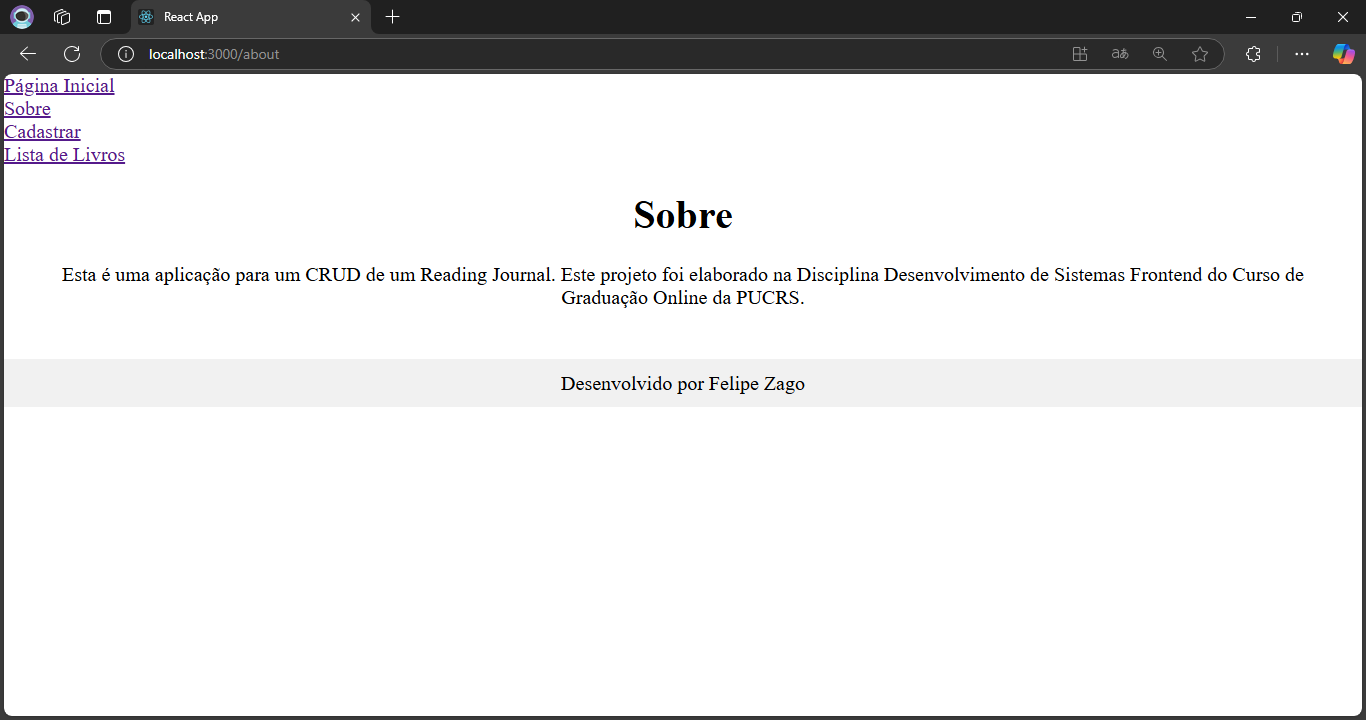 React App
localhost:3000/about
Página Inicial
Sobre
Cadastrar
Lista de Livros
Sobre
Esta é uma aplicação para um CRUD de um Reading Journal. Este projeto foi elaborado na Disciplina Desenvolvimento de Sistemas Frontend do Curso de
Graduação Online da PUCRS.
Desenvolvido por Felipe Zago